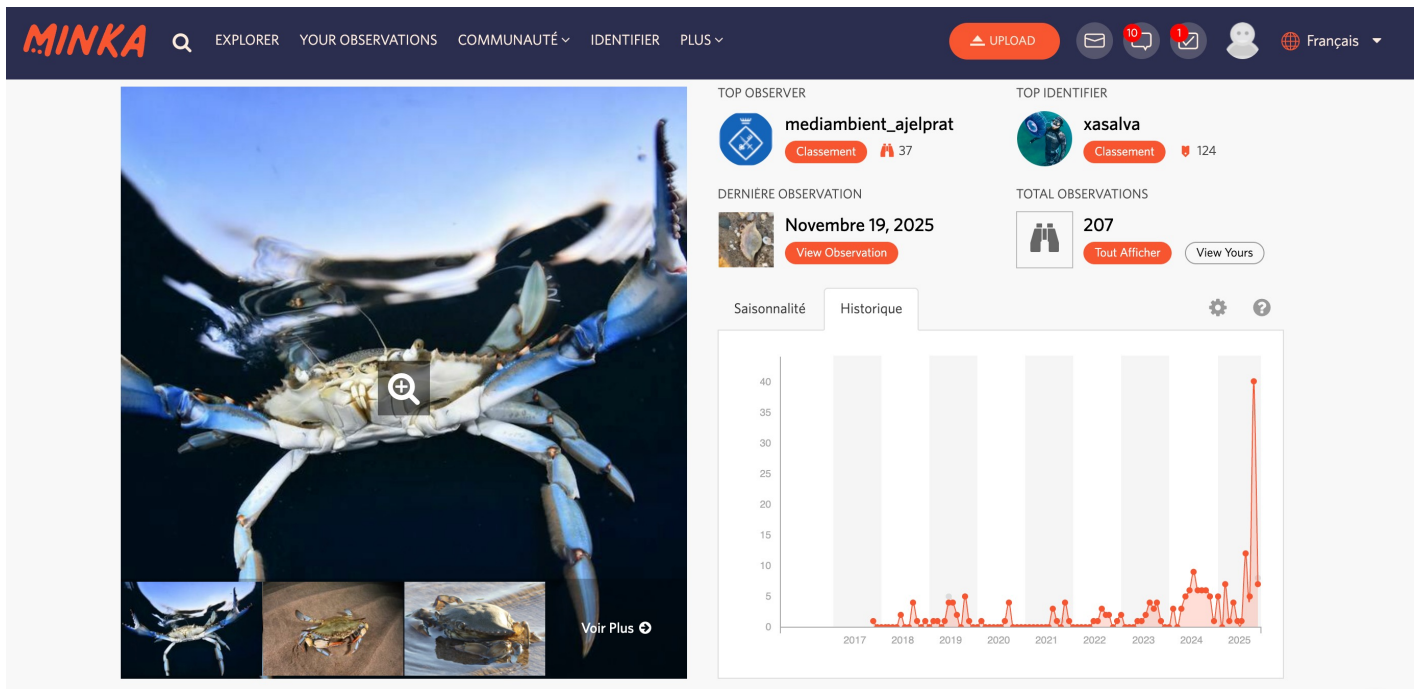 MINKA EXPLORER YOUR OBSERVATIONS COMMUNAUTÉ IDENTIFIER PLUS UPLOAD 10 1 Français
TOP OBSERVER
mediambient_ajelprat
Classement 37
TOP IDENTIFIER
xasalva
Classement 124
DERNIÈRE OBSERVATION
Novembre 19, 2025
View Observation
TOTAL OBSERVATIONS
207
Tout Afficher View Yours
Saisonnalité Historique
40
35
30
25
20
15
10
5
0
2017 2018 2019 2020 2021 2022 2023 2024 2025
Voir Plus